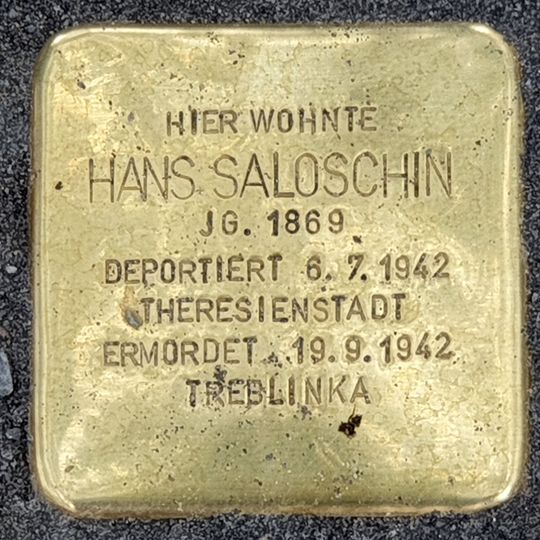 HIER WOHNTE
HANS SALOSCHIN
JG. 1869
DEPORTIERT 6.7.1942
THERESIENSTADT
ERMORDET 19.9.1942
TREBLINKA